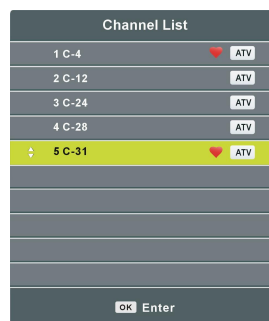 Channel List
1 C-4 ATV
2 C-12 ATV
3 C-24 ATV
4 C-28 ATV
5 C-31 ATV
OK Enter